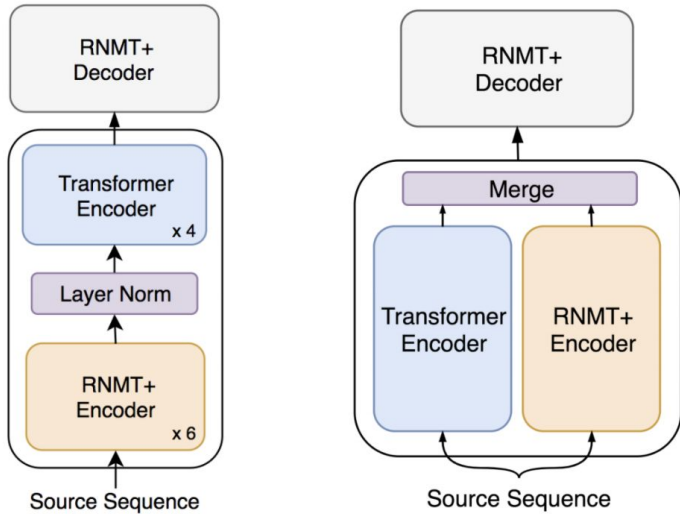 RNMT+
Decoder
Transformer
Encoder
x 4
Layer Norm
RNMT+
Encoder
x 6
Source Sequence
RNMT+
Decoder
Merge
Transformer
Encoder
RNMT+
Encoder
Source Sequence